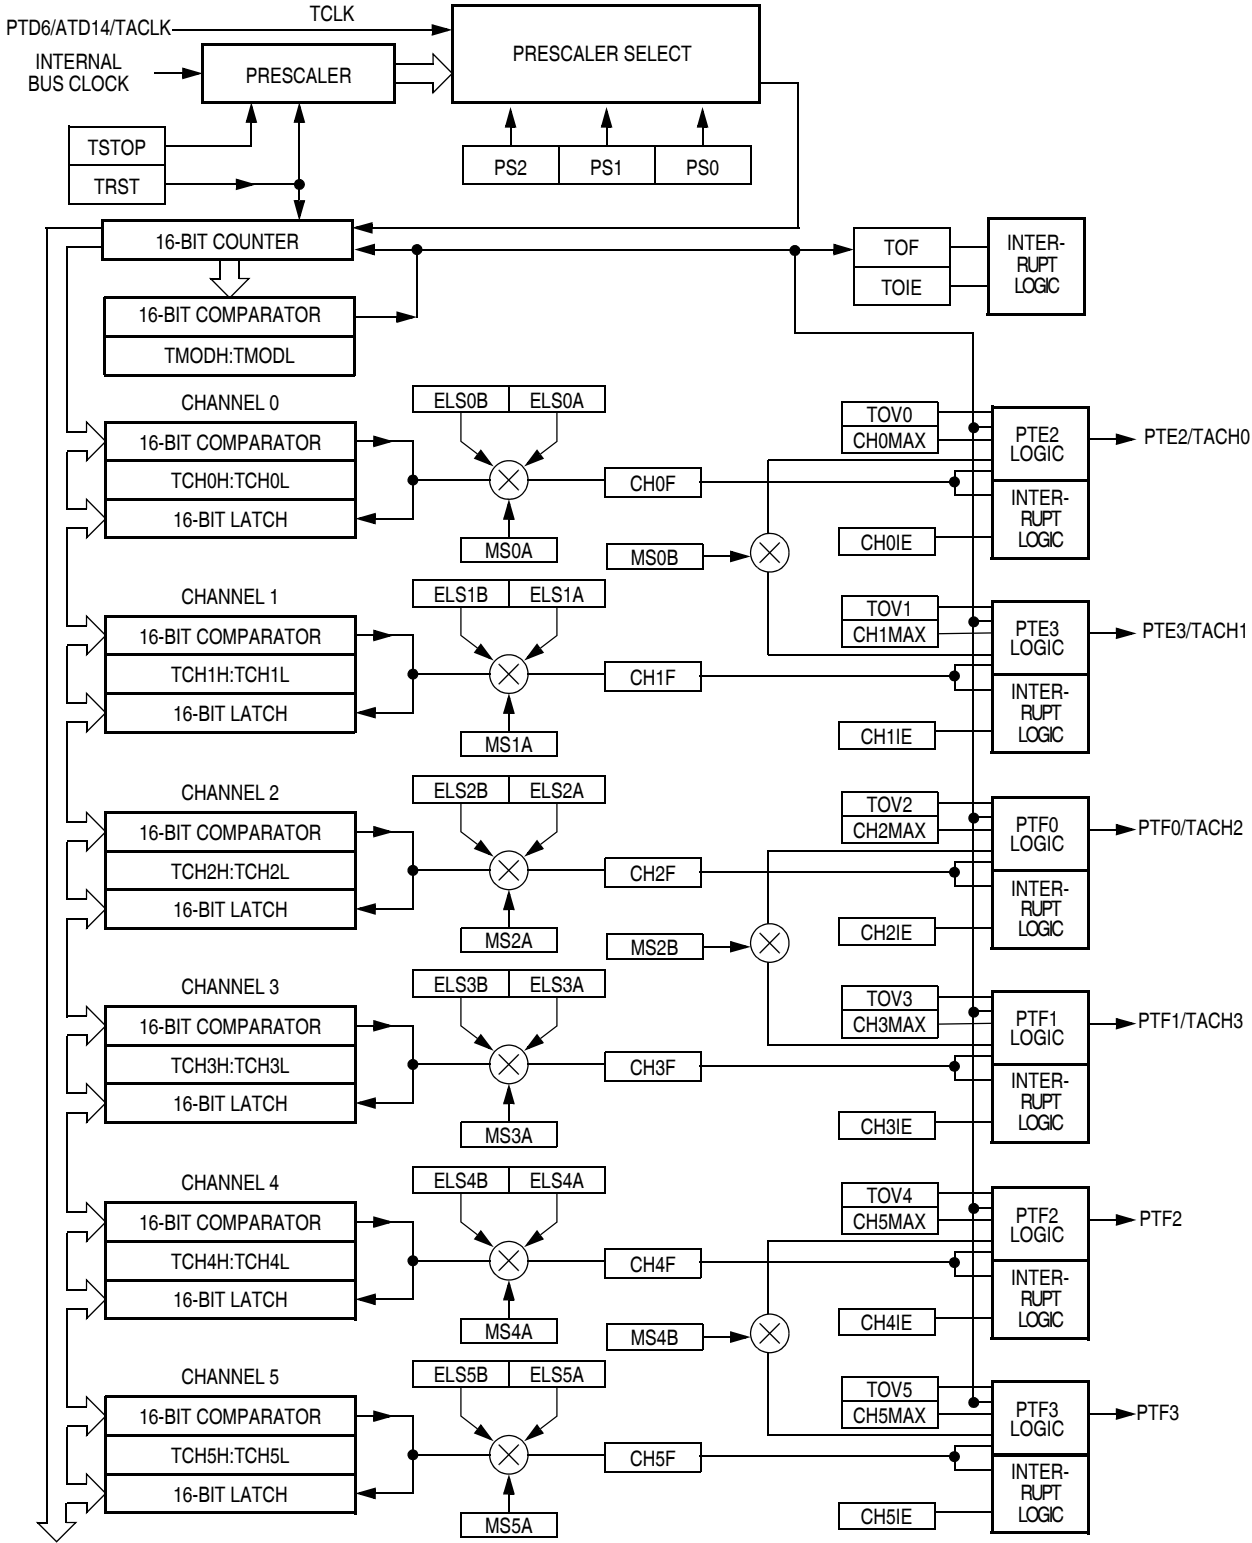 TCLK
PTD6/ATD14/TACLK
PRESCALER SELECT
INTERNAL
BUS CLOCK
PRESCALER
TSTOP
TRST
PS2 PS1 PS0
16-BIT COUNTER
TOF
TOIE
INTER-
RUPT
LOGIC
16-BIT COMPARATOR
TMODH:TMODL
CHANNEL 0
16-BIT COMPARATOR
TCH0H:TCH0L
16-BIT LATCH
ELS0B ELS0A
MS0A
CH0F
MS0B
TOV0
CH0MAX
CH0IE
PTE2
LOGIC
INTER-
RUPT
LOGIC
PTE2/TACH0
CHANNEL 1
16-BIT COMPARATOR
TCH1H:TCH1L
16-BIT LATCH
ELS1B ELS1A
MS1A
CH1F
TOV1
CH1MAX
CH1IE
PTE3
LOGIC
INTER-
RUPT
LOGIC
PTE3/TACH1
CHANNEL 2
16-BIT COMPARATOR
TCH2H:TCH2L
16-BIT LATCH
ELS2B ELS2A
MS2A
CH2F
MS2B
TOV2
CH2MAX
CH2IE
PTF0
LOGIC
INTER-
RUPT
LOGIC
PTF0/TACH2
CHANNEL 3
16-BIT COMPARATOR
TCH3H:TCH3L
16-BIT LATCH
ELS3B ELS3A
MS3A
CH3F
TOV3
CH3MAX
CH3IE
PTF1
LOGIC
INTER-
RUPT
LOGIC
PTF1/TACH3
CHANNEL 4
16-BIT COMPARATOR
TCH4H:TCH4L
16-BIT LATCH
ELS4B ELS4A
MS4A
CH4F
MS4B
TOV4
CH5MAX
CH4IE
PTF2
LOGIC
INTER-
RUPT
LOGIC
PTF2
CHANNEL 5
16-BIT COMPARATOR
TCH5H:TCH5L
16-BIT LATCH
ELS5B ELS5A
MS5A
CH5F
TOV5
CH5MAX
CH5IE
PTF3
LOGIC
INTER-
RUPT
LOGIC
PTF3